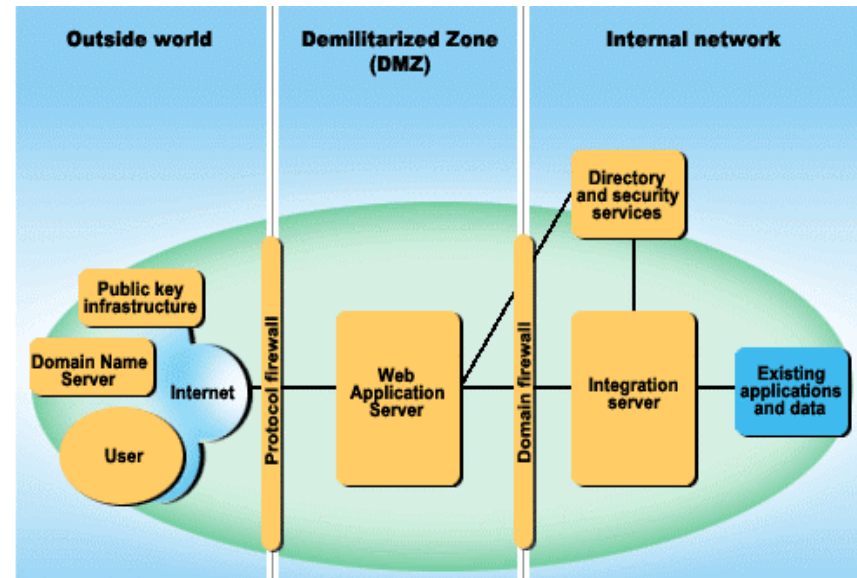 Outside world
Demilitarized Zone
(DMZ)
Internal network
Directory
and security
services
Public key
infrastructure
Domain Name
Server
Internet
User
Protocol firewall
Web
Application
Server
Domain firewall
Integration
server
Existing
applications
and data